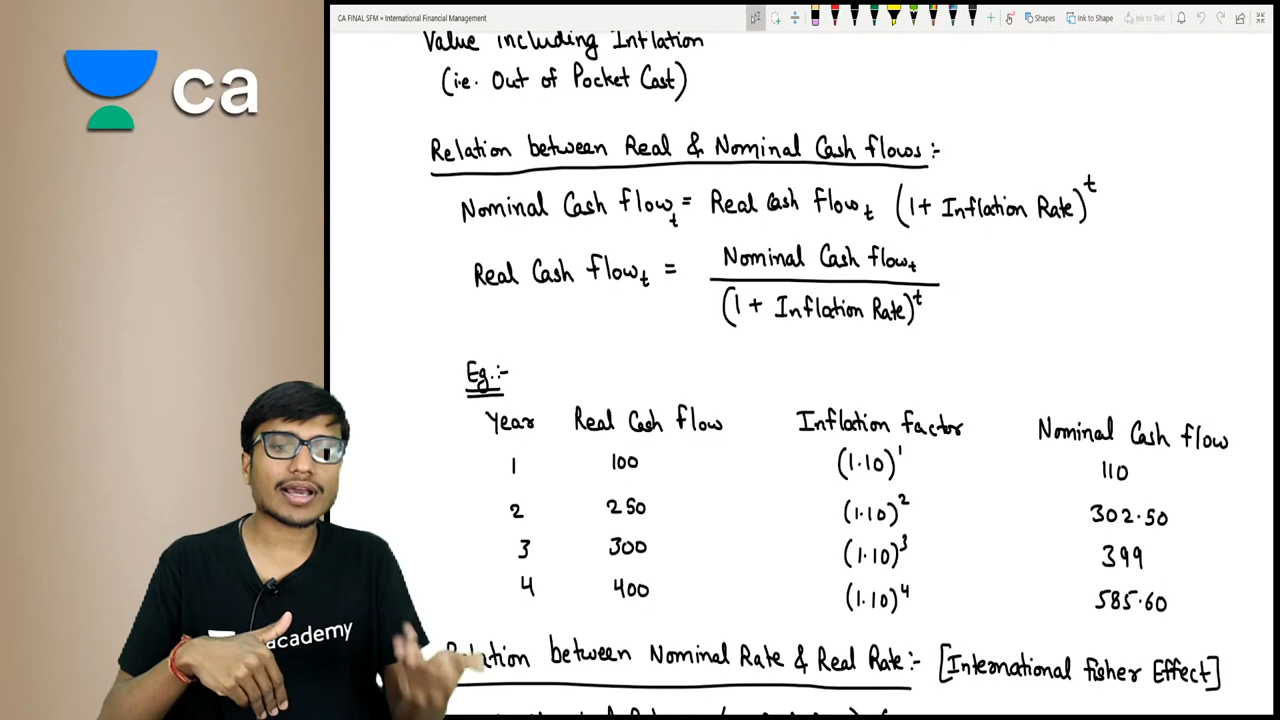 ca
CA FINAL SFM » International Financial Management
Shapes
Ink to Shape
Ink to Text
Value including Inflation
(i.e. Out of Pocket Cost)
Relation between Real & Nominal Cash flows :-
Nominal Cash flow t = Real Cash flow t (1 + Inflation Rate)^t
Real Cash flow t = Nominal Cash flow t
(1 + Inflation Rate)^t
Eg.:-
Year Real Cash flow Inflation factor Nominal Cash flow
1 100 (1.10)^1 110
2 250 (1.10)^2 302.50
3 300 (1.10)^3 399
4 400 (1.10)^4 585.60
academy
Relation between Nominal Rate & Real Rate :- [International fisher Effect]